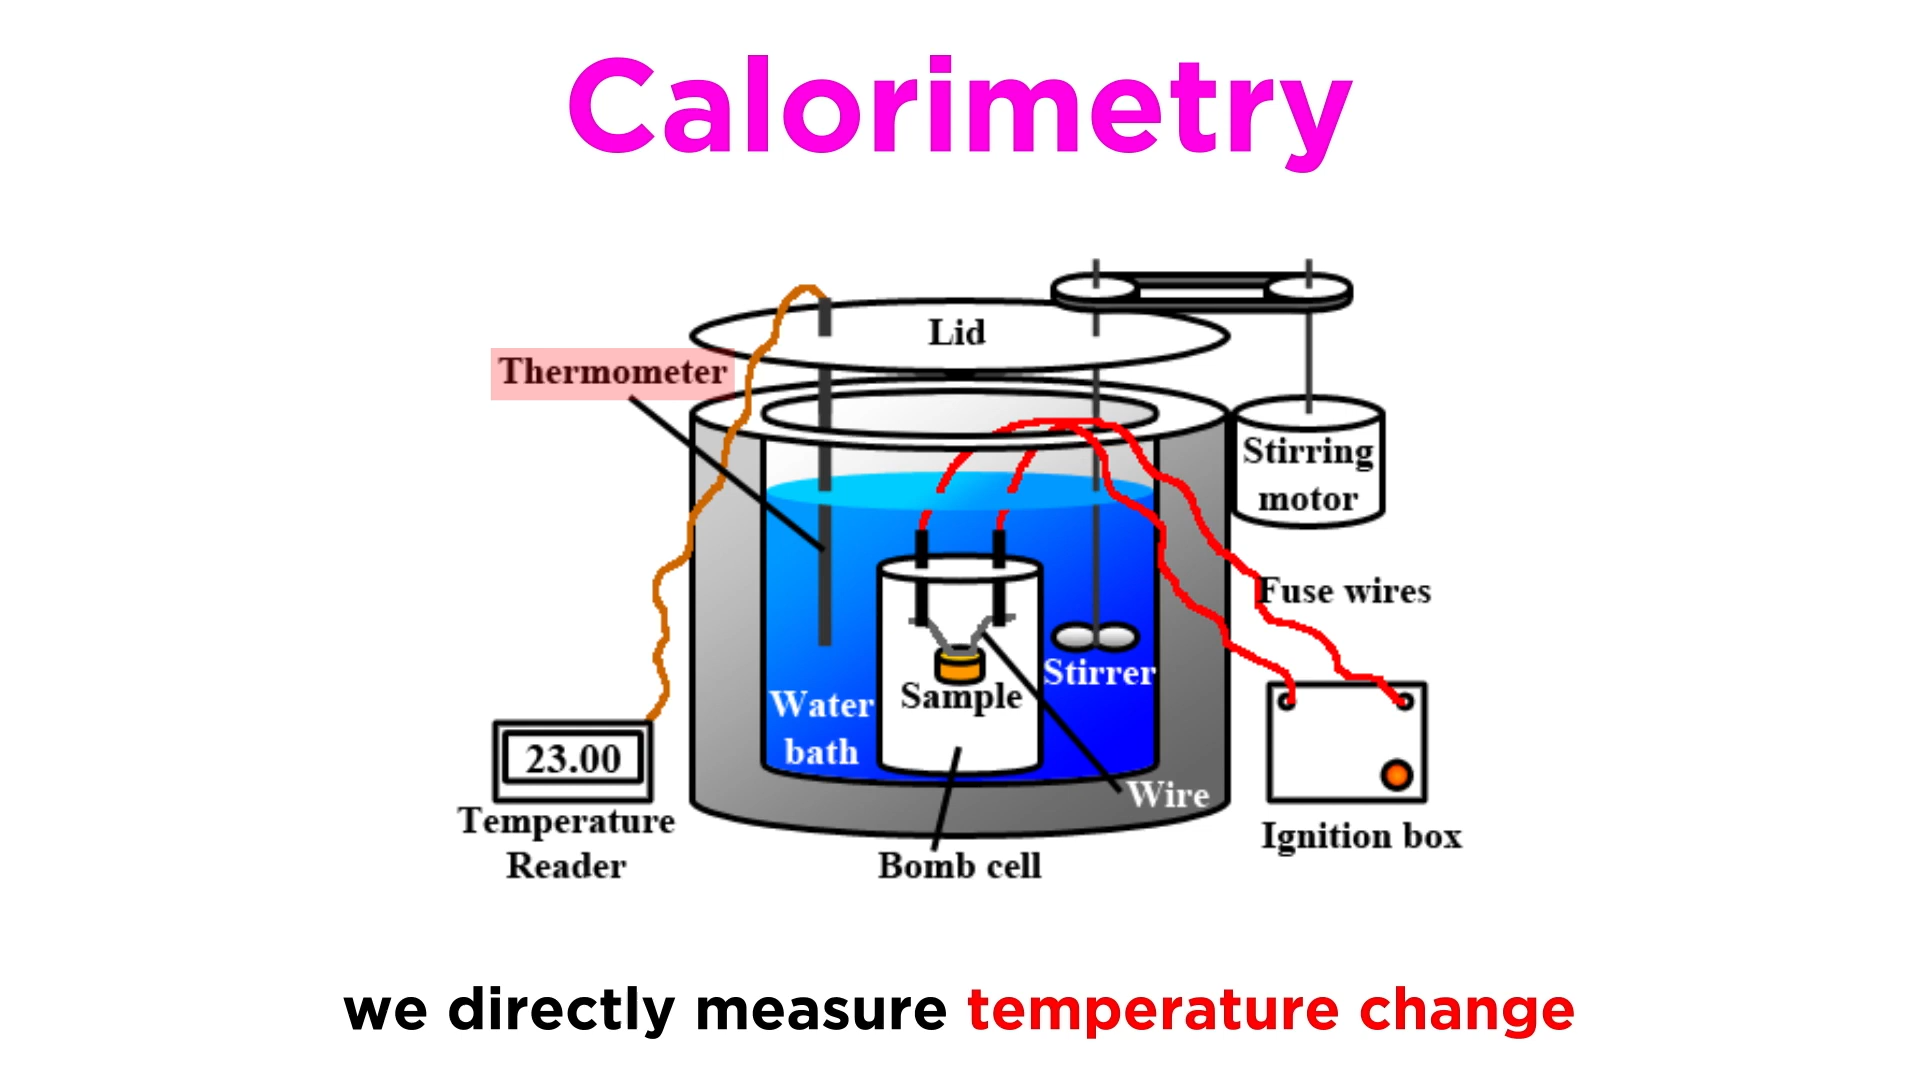 Calorimetry
Lid
Thermometer
Stirring
motor
Fuse wires
Stirrer
Sample
Water
bath
23.00
Wire
Temperature
Reader
Bomb cell
Ignition box
we directly measure temperature change